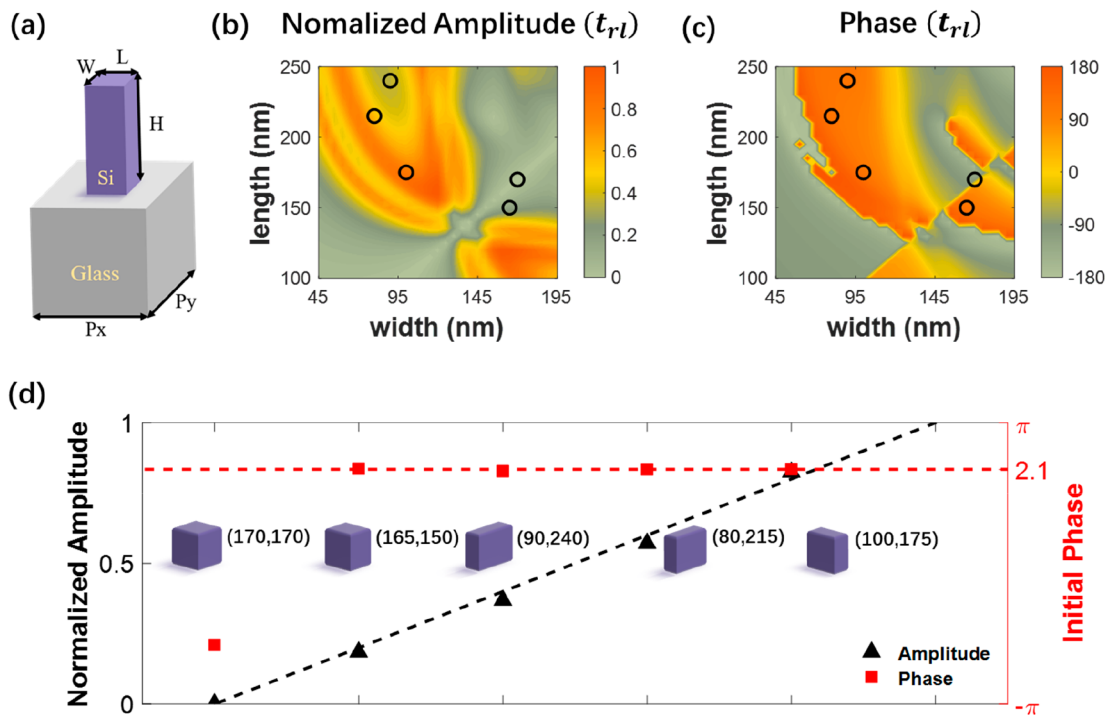 (a)
W
L
H
Si
Glass
Px
Py
(b) Nomalized Amplitude (t_rl)
length (nm)
250
200
150
100
45 95 145 195
width (nm)
1
0.8
0.6
0.4
0.2
0
(c) Phase (t_rl)
length (nm)
250
200
150
100
45 95 145 195
width (nm)
180
90
0
-90
-180
(d)
Normalized Amplitude
1
0.5
0
(170,170) (165,150) (90,240) (80,215) (100,175)
Amplitude
Phase
π
2.1
-π
Initial Phase